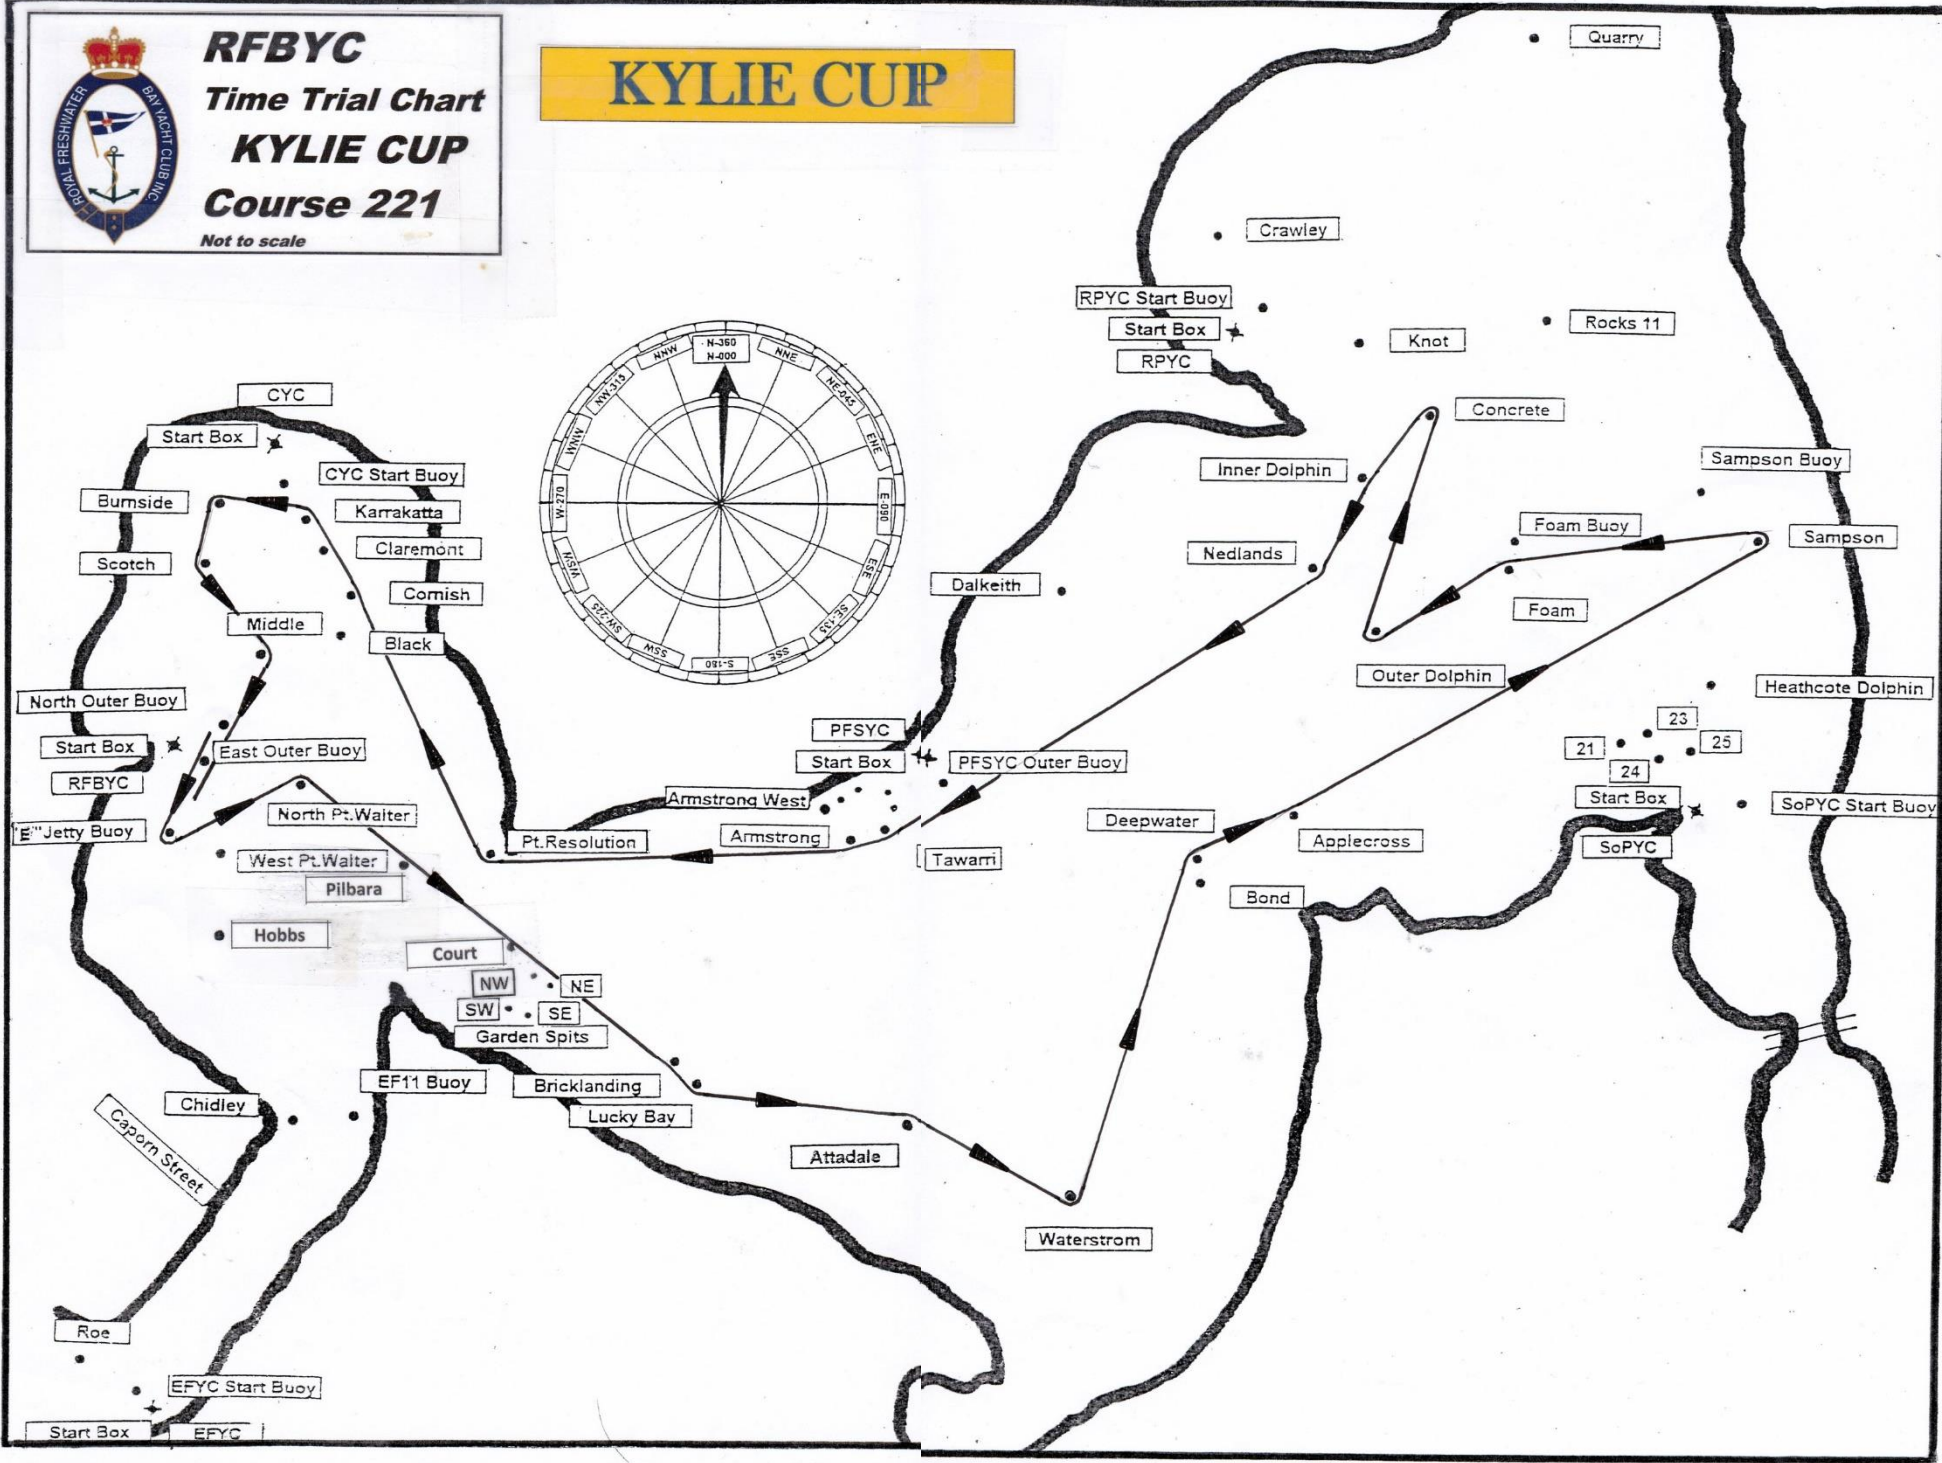 RFBYC
Time Trial Chart
KYLIE CUP
Course 221
Not to scale
ROYAL FRESHWATER
BAY YACHT CLUB INC.
KYLIE CUP
Quarry
Crawley
RPYC Start Buoy
Start Box
RPYC
Knot
Rocks 11
N-360
N-000
NNE
NE-045
ENE
E-090
ESE
SE-135
SSE
S-180
SSW
SW-225
WSW
W-270
WNW
NW-315
NNW
CYC
Start Box
CYC Start Buoy
Burnside
Karrakatta
Claremont
Scotch
Cornish
Middle
Black
Concrete
Inner Dolphin
Sampson Buoy
Foam Buoy
Sampson
Nedlands
Dalkeith
Foam
Outer Dolphin
Heathcote Dolphin
North Outer Buoy
Start Box
East Outer Buoy
RFBYC
"E" Jetty Buoy
North Pt.Walter
West Pt.Walter
Pilbara
Hobbs
PFSYC
Start Box
PFSYC Outer Buoy
Armstrong West
Armstrong
Pt.Resolution
Tawarri
23
21
25
24
Start Box
SoPYC Start Buoy
SoPYC
Deepwater
Applecross
Bond
Court
NW
NE
SW
SE
Garden Spits
EF11 Buoy
Bricklanding
Lucky Bay
Chidley
Caporn Street
Attadale
Waterstrom
Roe
EFYC Start Buoy
Start Box
EFYC